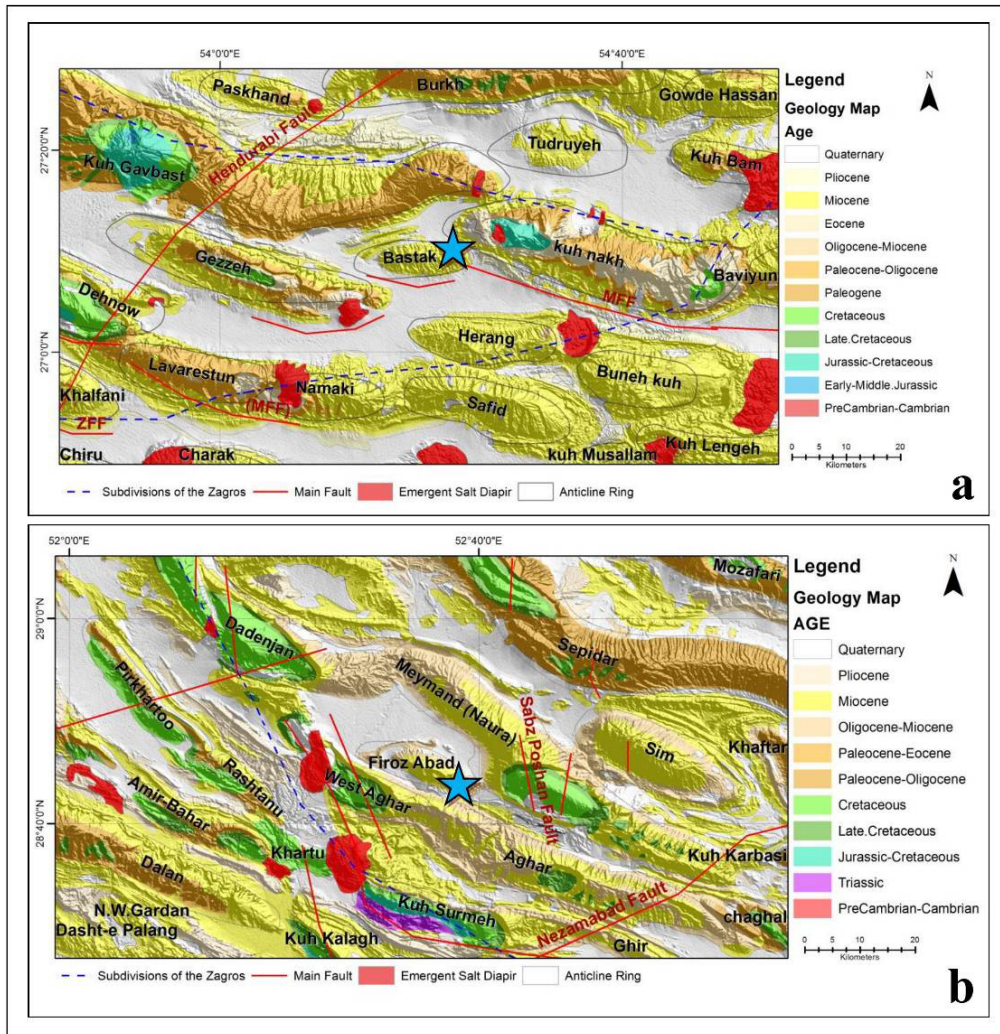 54°0'0"E
54°40'0"E
27°20'0"N
27°0'0"N
Paskhand
Burkh
Gowde Hassan
Hendurabi Fault
Tudruyeh
Kuh Bam
Kuh Gavbast
Gezzeh
Bastak
kuh nakh
Baviyun
MFF
Dehnow
Herang
Lavarestun
Namaki
Buneh kuh
Khalfani
(MFF)
Safid
ZFF
Chiru
Charak
kuh Musallam
Kuh Lengeh
Legend
N
Geology Map
Age
Quaternary
Pliocene
Miocene
Eocene
Oligocene-Miocene
Paleocene-Oligocene
Paleogene
Cretaceous
Late.Cretaceous
Jurassic-Cretaceous
Early-Middle.Jurassic
PreCambrian-Cambrian
0 5 10 20
Kilometers
Subdivisions of the Zagros
Main Fault
Emergent Salt Diapir
Anticline Ring
a
52°0'0"E
52°40'0"E
29°0'0"N
28°40'0"N
Mozafari
Dadenjan
Sepidar
Pirkhartoo
Meymand (Naura)
Sabz Poshan Fault
Sim
Khaftar
Firoz Abad
Rashtanu
West Aghar
Amir-Bahar
Khartu
Aghar
Kuh Karbasi
Dalan
Kuh Surmeh
Nezamabad Fault
chaghal
N.W.Gardan
Dasht-e Palang
Kuh Kalagh
Ghir
Legend
N
Geology Map
AGE
Quaternary
Pliocene
Miocene
Oligocene-Miocene
Paleocene-Eocene
Paleocene-Oligocene
Cretaceous
Late.Cretaceous
Jurassic-Cretaceous
Triassic
PreCambrian-Cambrian
0 5 10 20
Kilometers
Subdivisions of the Zagros
Main Fault
Emergent Salt Diapir
Anticline Ring
b